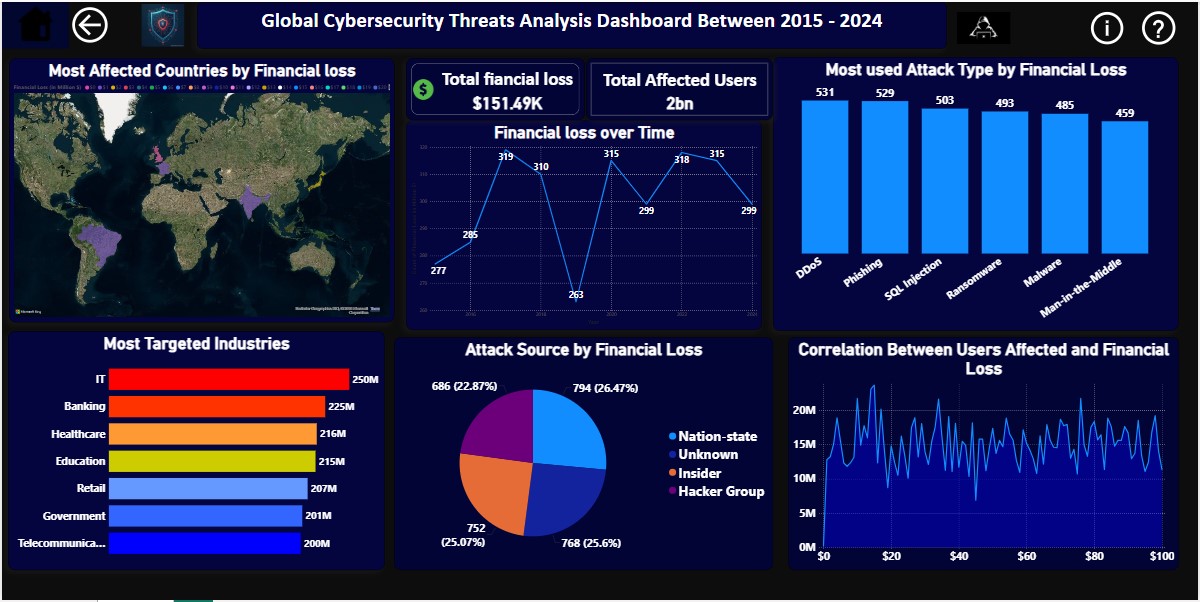 Global Cybersecurity Threats Analysis Dashboard Between 2015 - 2024
i
?
Most Affected Countries by Financial loss
Financial Loss (in Million $)
Microsoft Bing
$
Total fiancial loss
$151.49K
Total Affected Users
2bn
Financial loss over Time
319
310
285
277
263
315
299
318
315
299
Most used Attack Type by Financial Loss
531
529
503
493
485
459
DDoS
Phishing
SQL Injection
Ransomware
Malware
Man-in-the-Middle
Most Targeted Industries
IT
250M
Banking
225M
Healthcare
216M
Education
215M
Retail
207M
Government
201M
Telecommunica...
200M
Attack Source by Financial Loss
686 (22.87%)
794 (26.47%)
752
(25.07%)
768 (25.6%)
Nation-state
Unknown
Insider
Hacker Group
Correlation Between Users Affected and Financial
Loss
20M
15M
10M
5M
0M
$0
$20
$40
$60
$80
$100